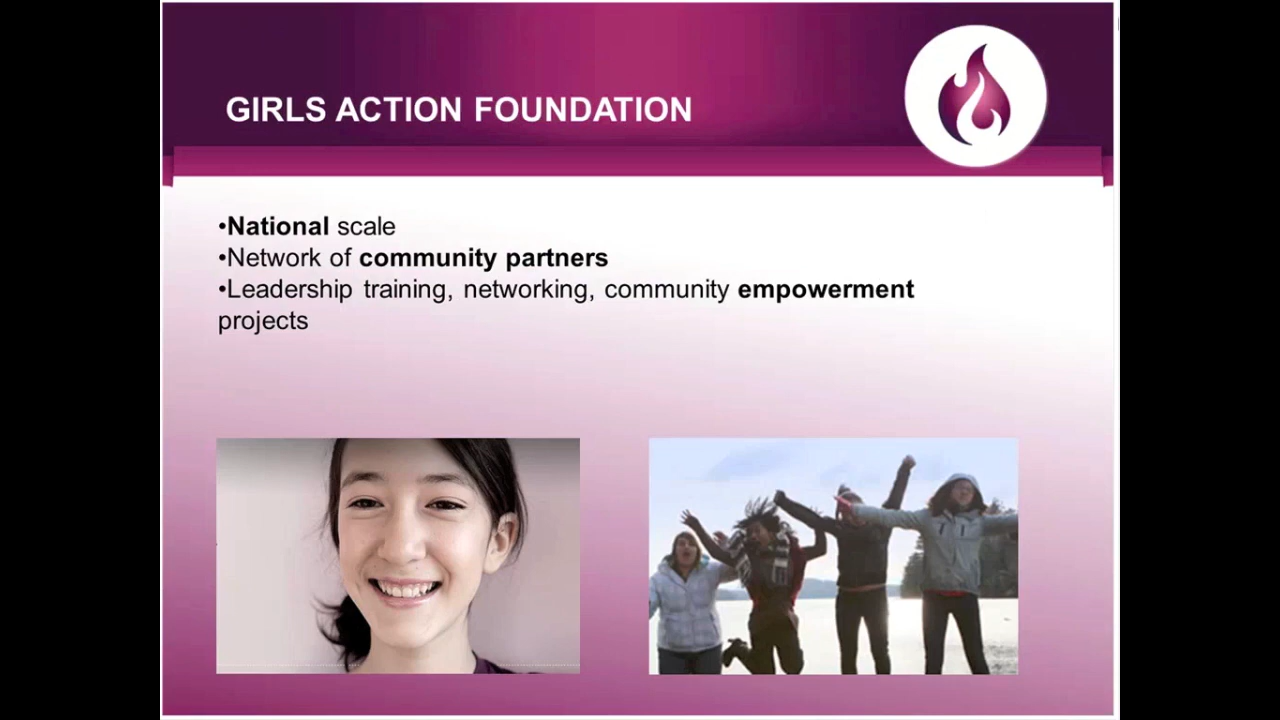 GIRLS ACTION FOUNDATION
•National scale
•Network of community partners
•Leadership training, networking, community empowerment
projects